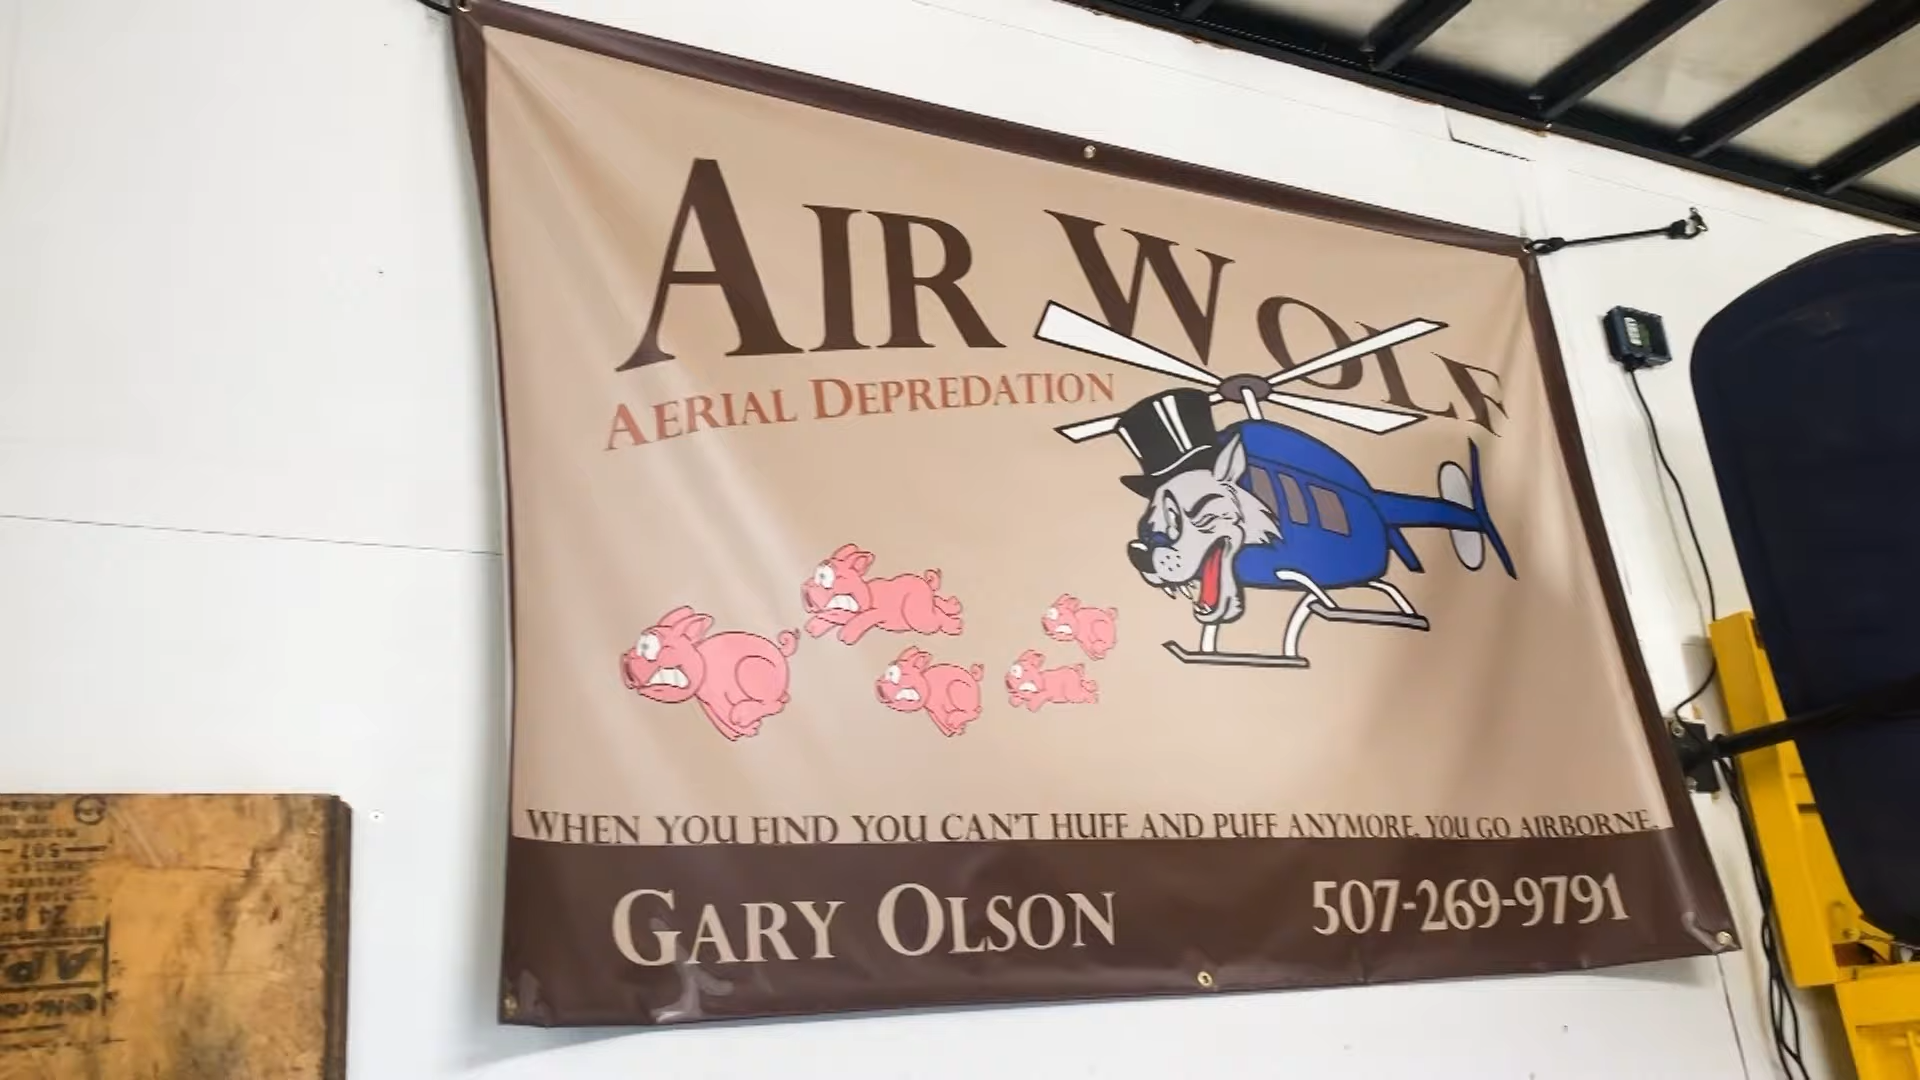 AIR WOLF
AERIAL DEPREDATION
WHEN YOU FIND YOU CAN'T HUFF AND PUFF ANYMORE, YOU GO AIRBORNE.
GARY OLSON
507-269-9791